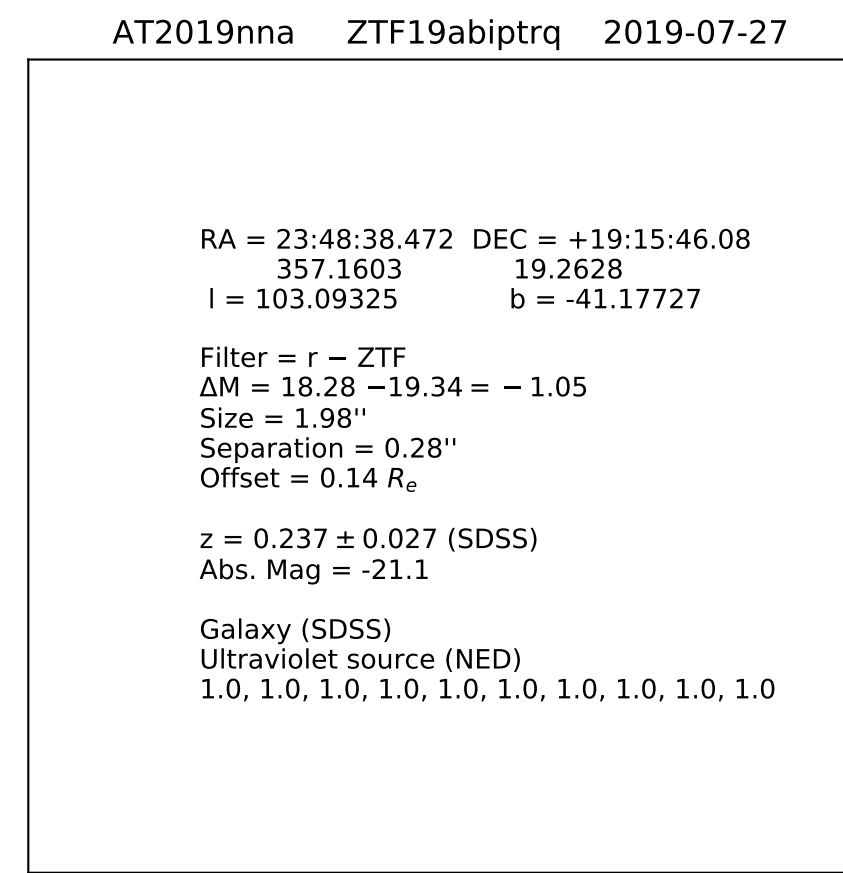 AT2019nna ZTF19abiptrq 2019-07-27
RA = 23:48:38.472 DEC = +19:15:46.08
357.1603 19.2628
l = 103.09325 b = -41.17727
Filter = r − ZTF
ΔM = 18.28 −19.34 = − 1.05
Size = 1.98''
Separation = 0.28''
Offset = 0.14 Re
z = 0.237 ± 0.027 (SDSS)
Abs. Mag = -21.1
Galaxy (SDSS)
Ultraviolet source (NED)
1.0, 1.0, 1.0, 1.0, 1.0, 1.0, 1.0, 1.0, 1.0, 1.0